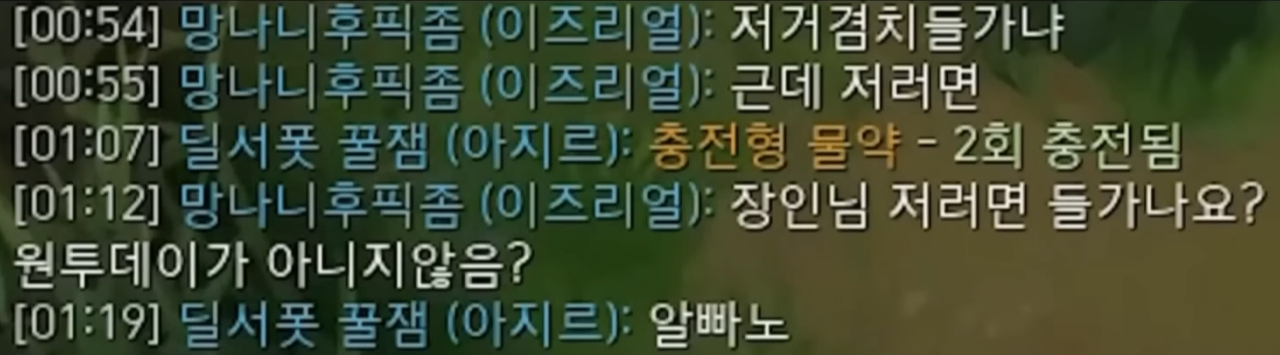 [00:54] 망나니후픽좀 (이즈리얼): 저거겸치들가냐
[00:55] 망나니후픽좀 (이즈리얼): 근데 저러면
[01:07] 딜서폿 꿀잼 (아지르): 충전형 물약 - 2회 충전됨
[01:12] 망나니후픽좀 (이즈리얼): 장인님 저러면 들가나요?
원투데이가 아니지않음?
[01:19] 딜서폿 꿀잼 (아지르): 알빠노